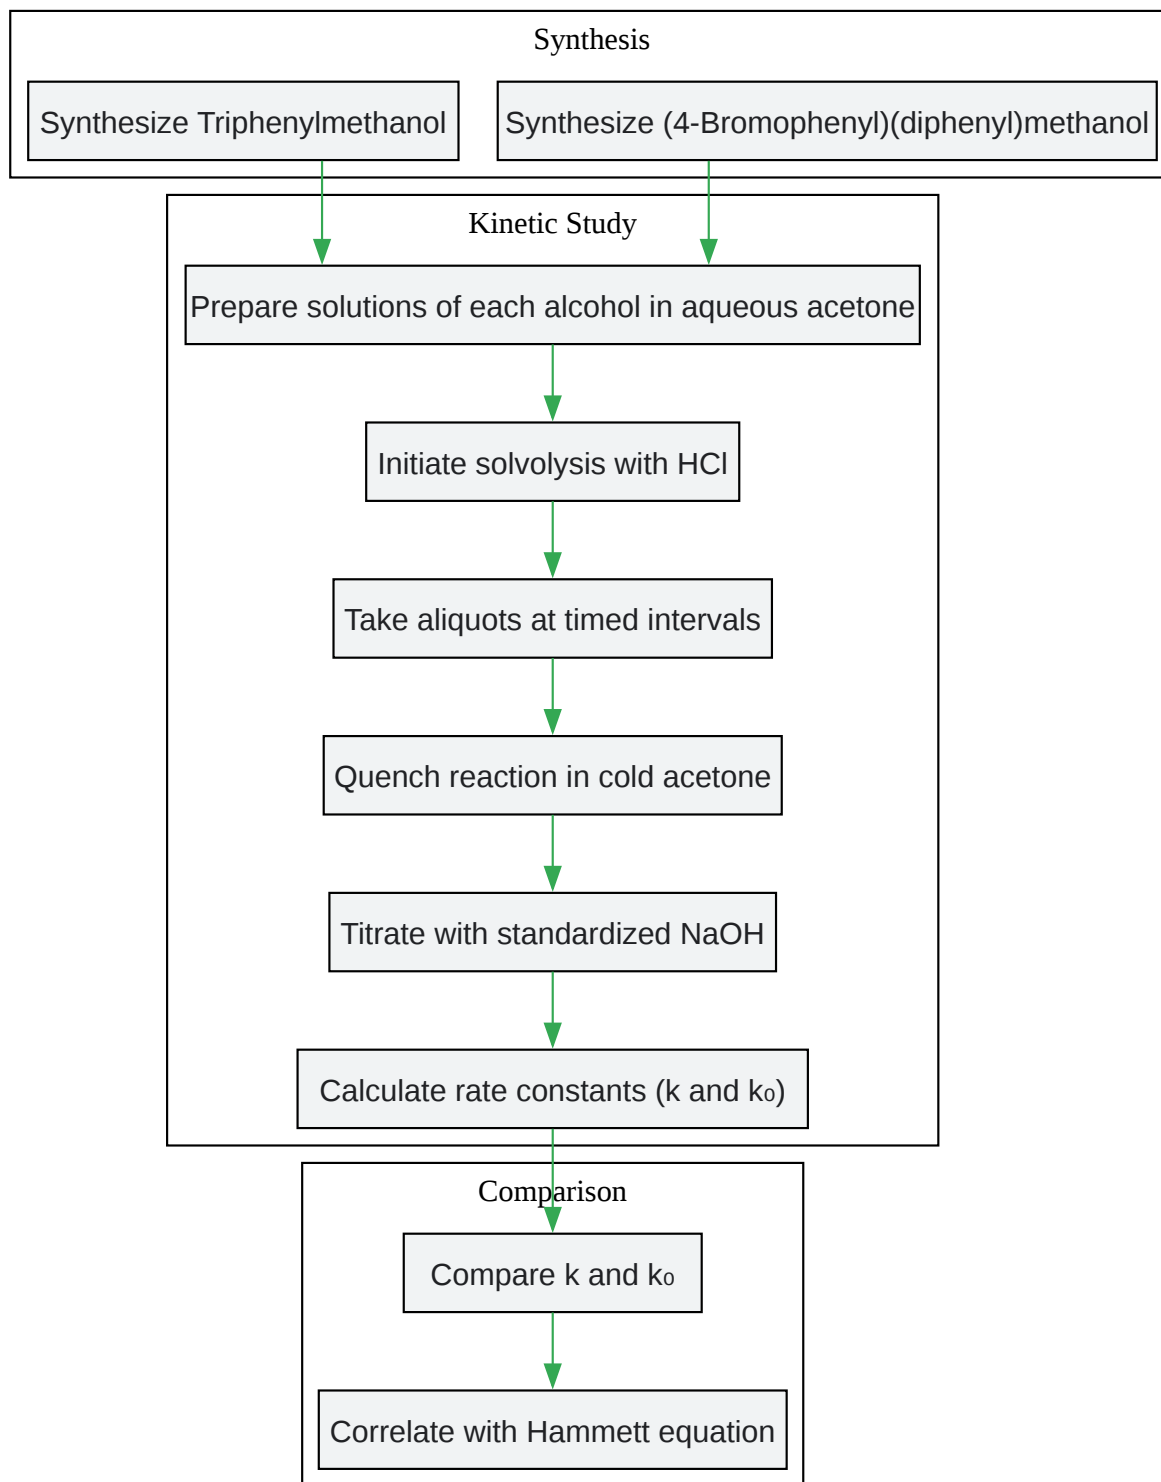 Synthesis
Synthesize Triphenylmethanol
Synthesize (4-Bromophenyl)(diphenyl)methanol
Kinetic Study
Prepare solutions of each alcohol in aqueous acetone
Initiate solvolysis with HCl
Take aliquots at timed intervals
Quench reaction in cold acetone
Titrate with standardized NaOH
Calculate rate constants (k and k₀)
Comparison
Compare k and k₀
Correlate with Hammett equation